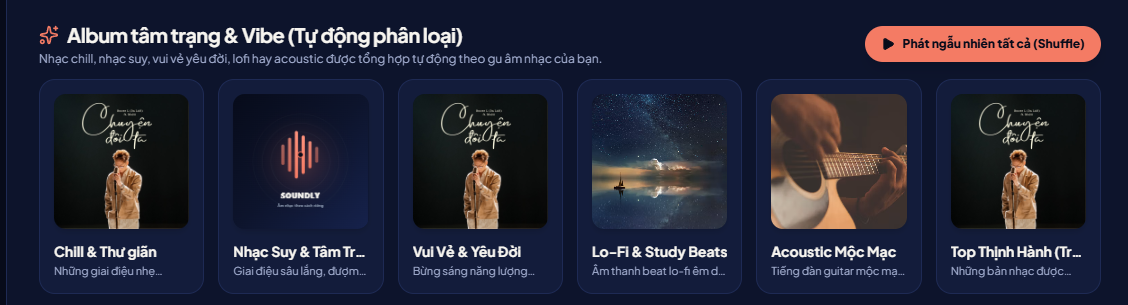 Album tâm trạng & Vibe (Tự động phân loại)
Nhạc chill, nhạc suy, vui vẻ yêu đời, lofi hay acoustic được tổng hợp tự động theo gu âm nhạc của bạn.
Phát ngẫu nhiên tất cả (Shuffle)
Chuyện
đôi ta
SOUNDLY
Chuyện
đôi ta
Chuyện
đôi ta
Chill & Thư giãn
Nhạc Suy & Tâm Tr...
Vui Vẻ & Yêu Đời
Lo-Fi & Study Beats
Acoustic Mộc Mạc
Top Thịnh Hành (Tr...
Những giai điệu nhẹ...
Giai điệu sâu lắng, đượm...
Bừng sáng năng lượng...
Âm thanh beat lo-fi êm d...
Tiếng đàn guitar mộc mạ...
Những bản nhạc được...